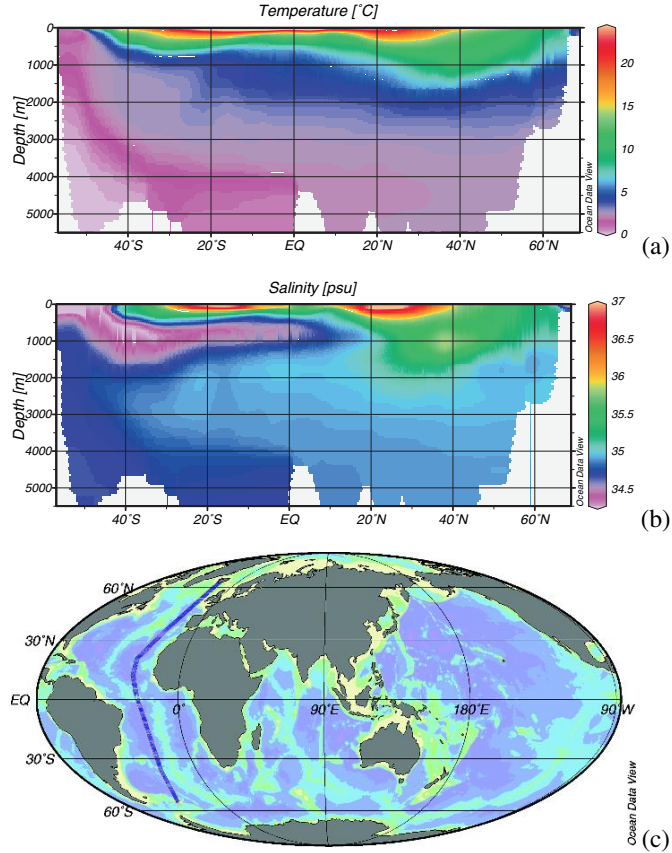 Temperature [˚C]
0
1000
2000
3000
4000
5000
Depth [m]
40˚S
20˚S
EQ
20˚N
40˚N
60˚N
20
15
10
5
0
Ocean Data View
(a)
Salinity [psu]
0
1000
2000
3000
4000
5000
Depth [m]
40˚S
20˚S
EQ
20˚N
40˚N
60˚N
37
36.5
36
35.5
35
34.5
Ocean Data View
(b)
60˚N
30˚N
EQ
0˚
90˚E
180˚E
90˚W
30˚S
60˚S
Ocean Data View
(c)